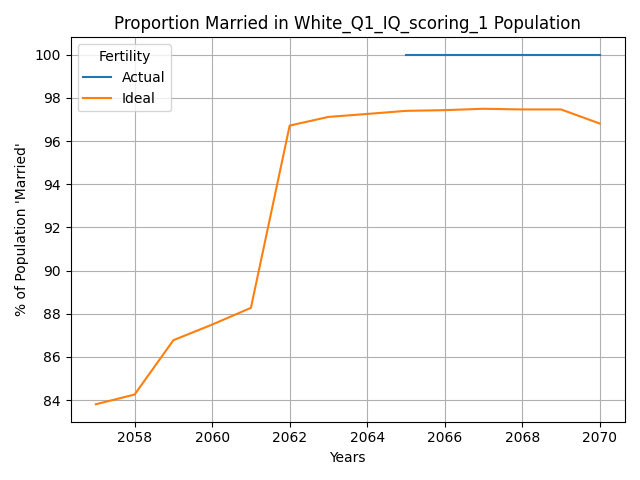 Proportion Married in White_Q1_IQ_scoring_1 Population
Fertility
Actual
Ideal
% of Population 'Married'
100
98
96
94
92
90
88
86
84
2058 2060 2062 2064 2066 2068 2070
Years